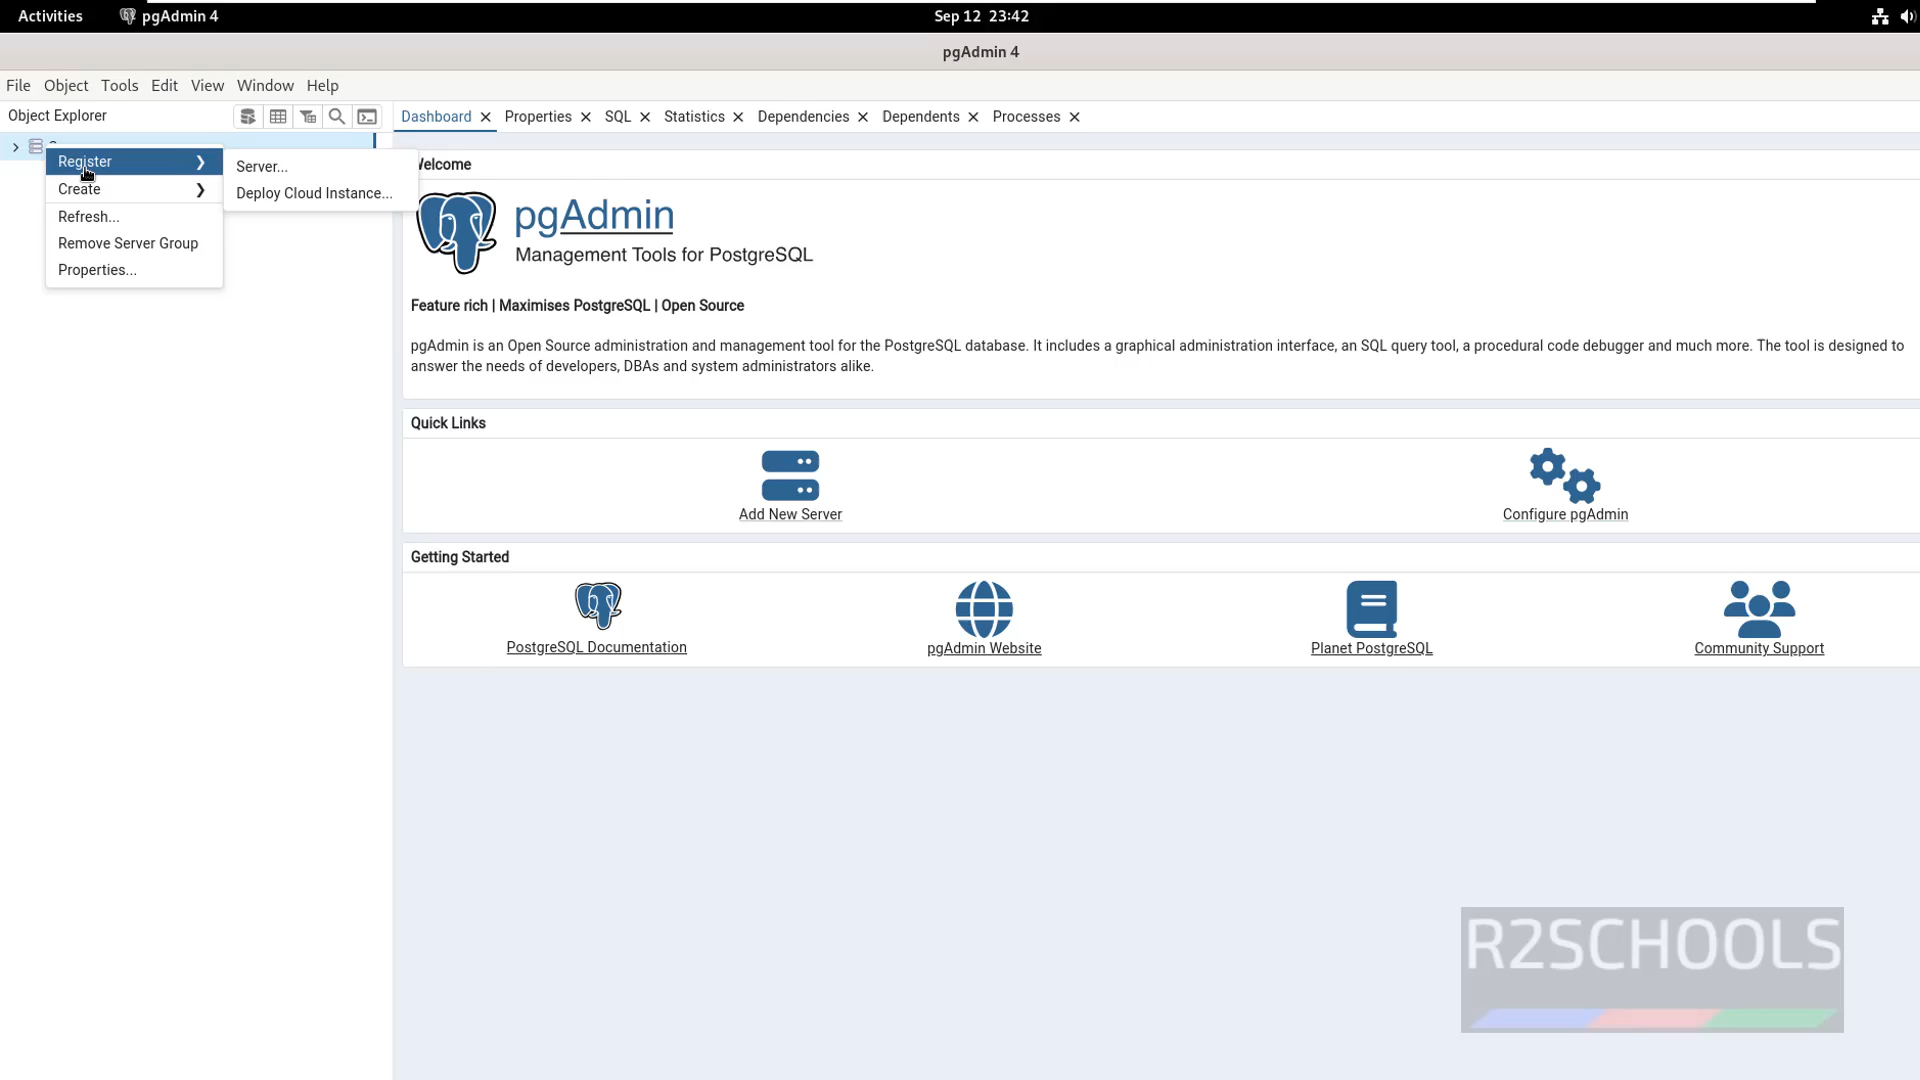 Activities pgAdmin 4 Sep 12 23:42
pgAdmin 4
File Object Tools Edit View Window Help
Object Explorer
Dashboard Properties SQL Statistics Dependencies Dependents Processes
Register
Create
Refresh...
Remove Server Group
Properties...
Server...
Deploy Cloud Instance...
Welcome
pgAdmin
Management Tools for PostgreSQL
Feature rich | Maximises PostgreSQL | Open Source
pgAdmin is an Open Source administration and management tool for the PostgreSQL database. It includes a graphical administration interface, an SQL query tool, a procedural code debugger and much more. The tool is designed to
answer the needs of developers, DBAs and system administrators alike.
Quick Links
Add New Server
Configure pgAdmin
Getting Started
PostgreSQL Documentation
pgAdmin Website
Planet PostgreSQL
Community Support
R2SCHOOLS